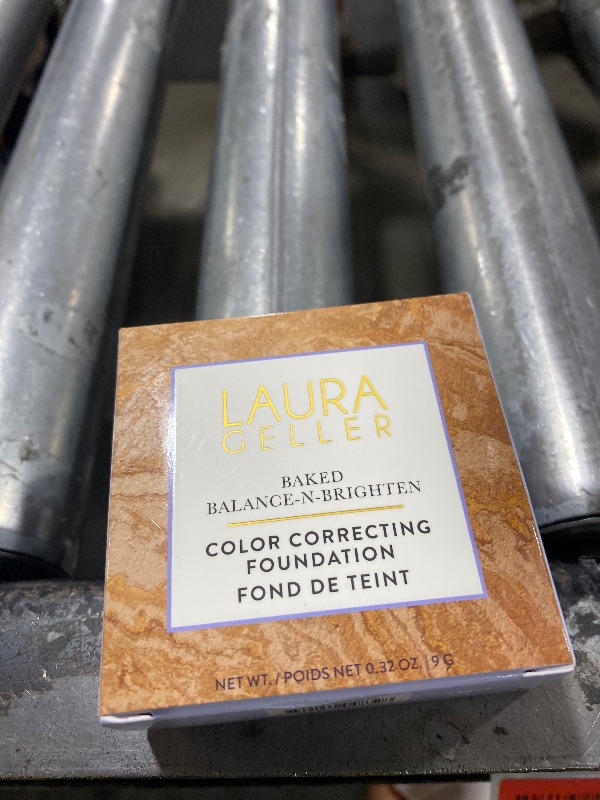 LAURA
GELLER
BAKED
BALANCE-N-BRIGHTEN
COLOR CORRECTING
FOUNDATION
FOND DE TEINT
NET WT. / POIDS NET 0.32 OZ. | 9 G